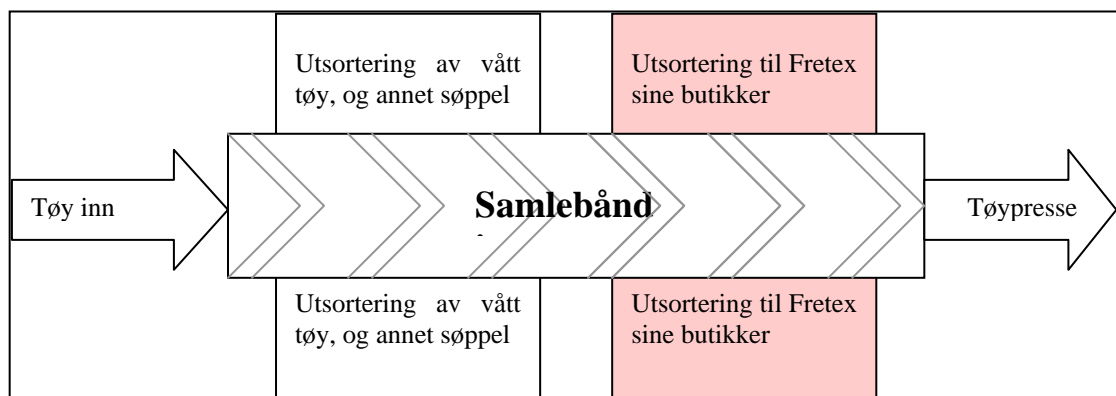 Utsortering av vått
tøy, og annet søppel
Utsortering til Fretex
sine butikker
Tøy inn
Samlebånd
Tøypresse
Utsortering av vått
tøy, og annet søppel
Utsortering til Fretex
sine butikker